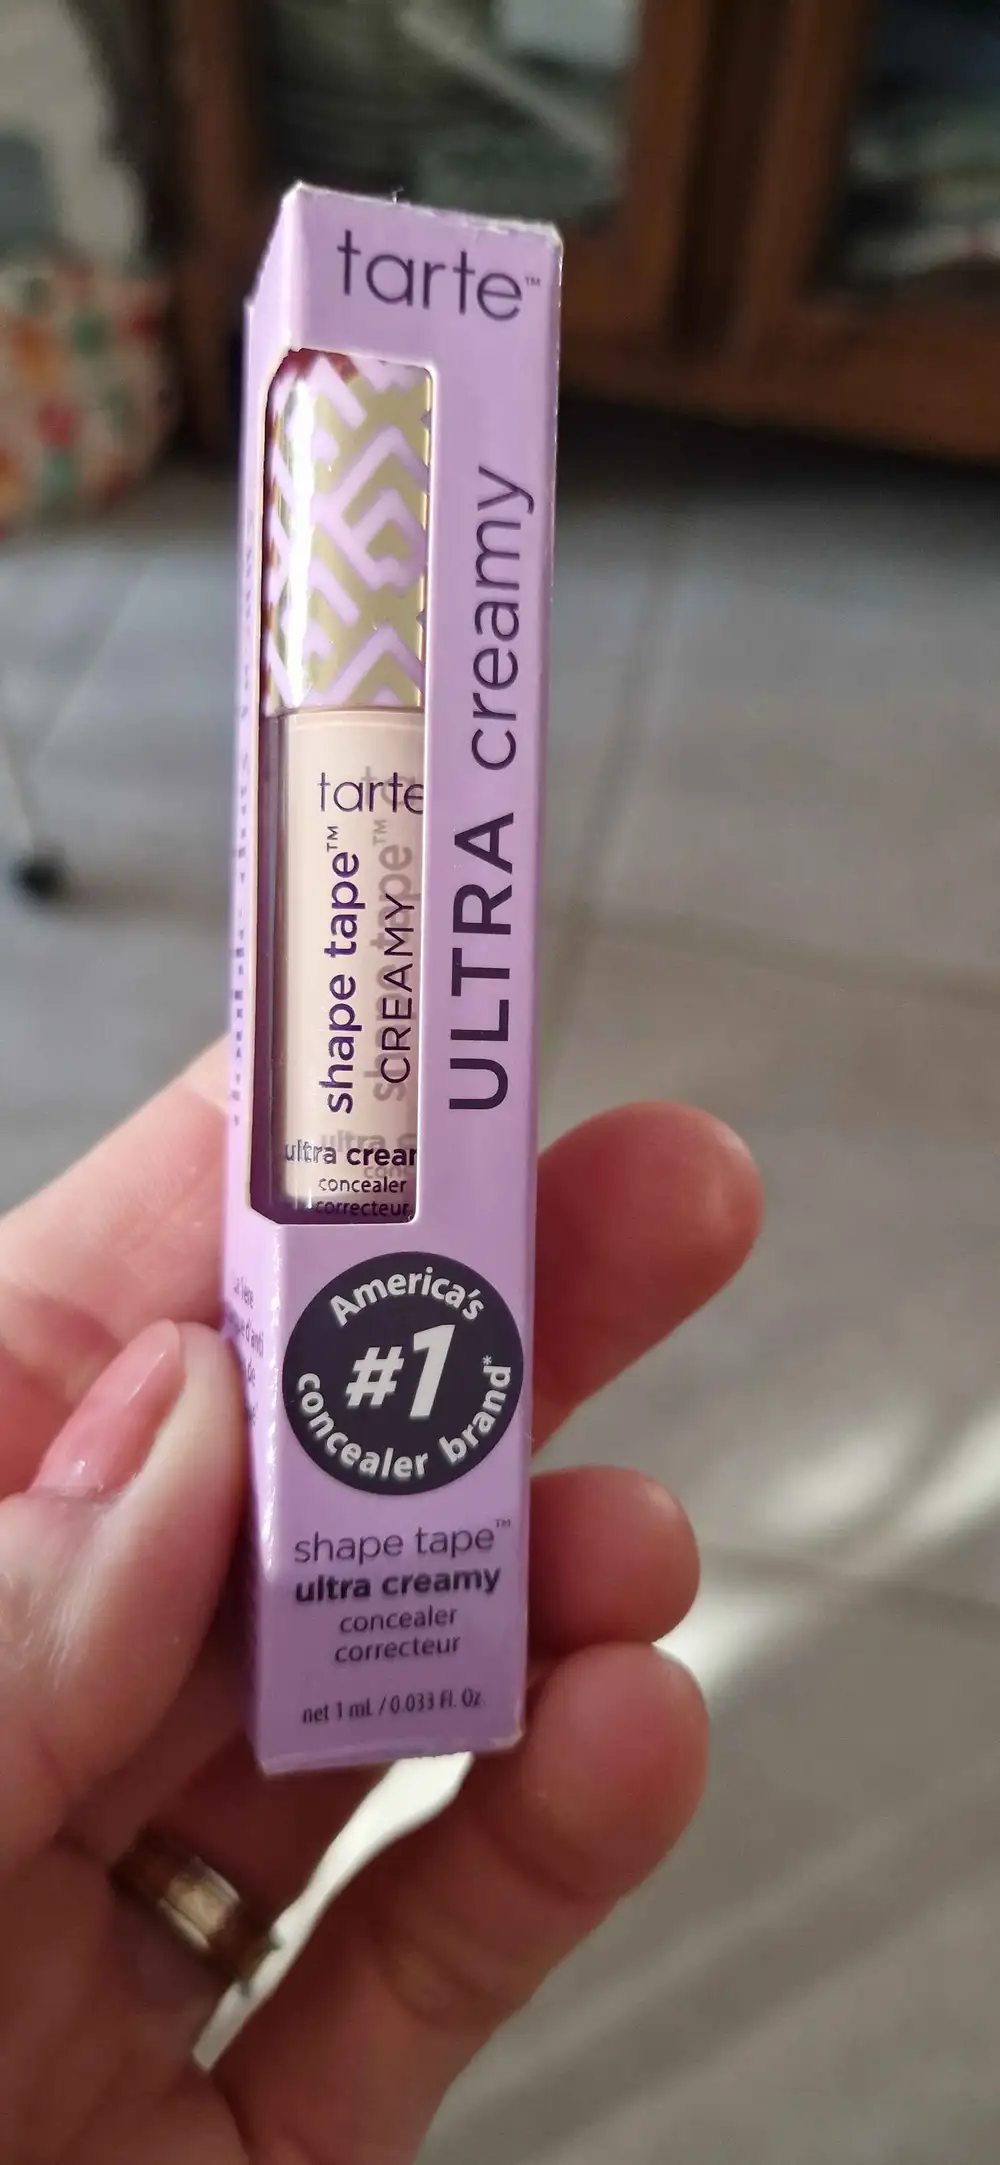 tarte™
ULTRA creamy
tarte
shape tape™
CREAMY
ultra crear
concealer
correcteur
America's
#1
concealer brand*
shape tape™
ultra creamy
concealer
correcteur
net 1 mL / 0.033 Fl. Oz.